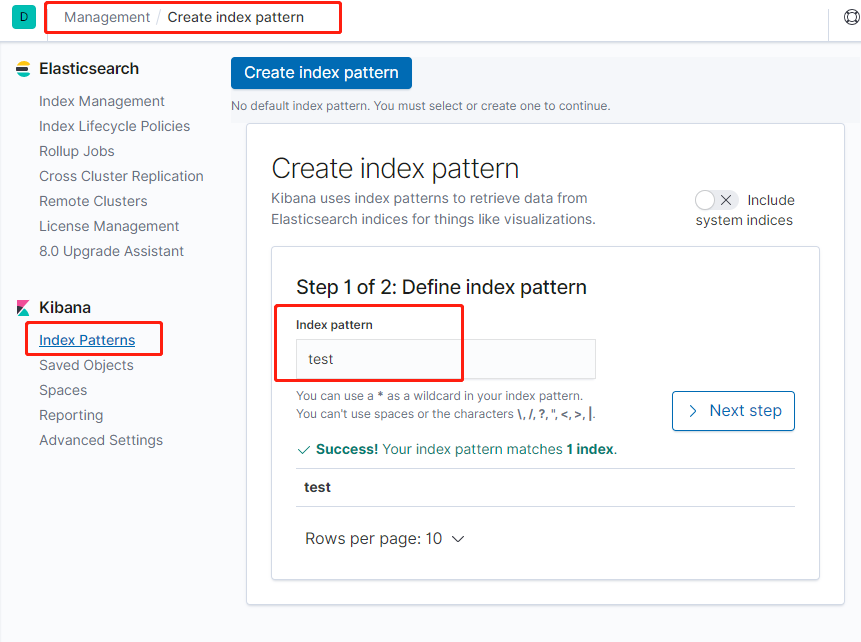 D Management / Create index pattern
Elasticsearch
Index Management
Index Lifecycle Policies
Rollup Jobs
Cross Cluster Replication
Remote Clusters
License Management
8.0 Upgrade Assistant
Kibana
Index Patterns
Saved Objects
Spaces
Reporting
Advanced Settings
Create index pattern
No default index pattern. You must select or create one to continue.
Create index pattern
Kibana uses index patterns to retrieve data from
Elasticsearch indices for things like visualizations.
Include
system indices
Step 1 of 2: Define index pattern
Index pattern
test
You can use a * as a wildcard in your index pattern.
You can't use spaces or the characters \, /, ?, ", <, >, |.
Next step
Success! Your index pattern matches 1 index.
test
Rows per page: 10